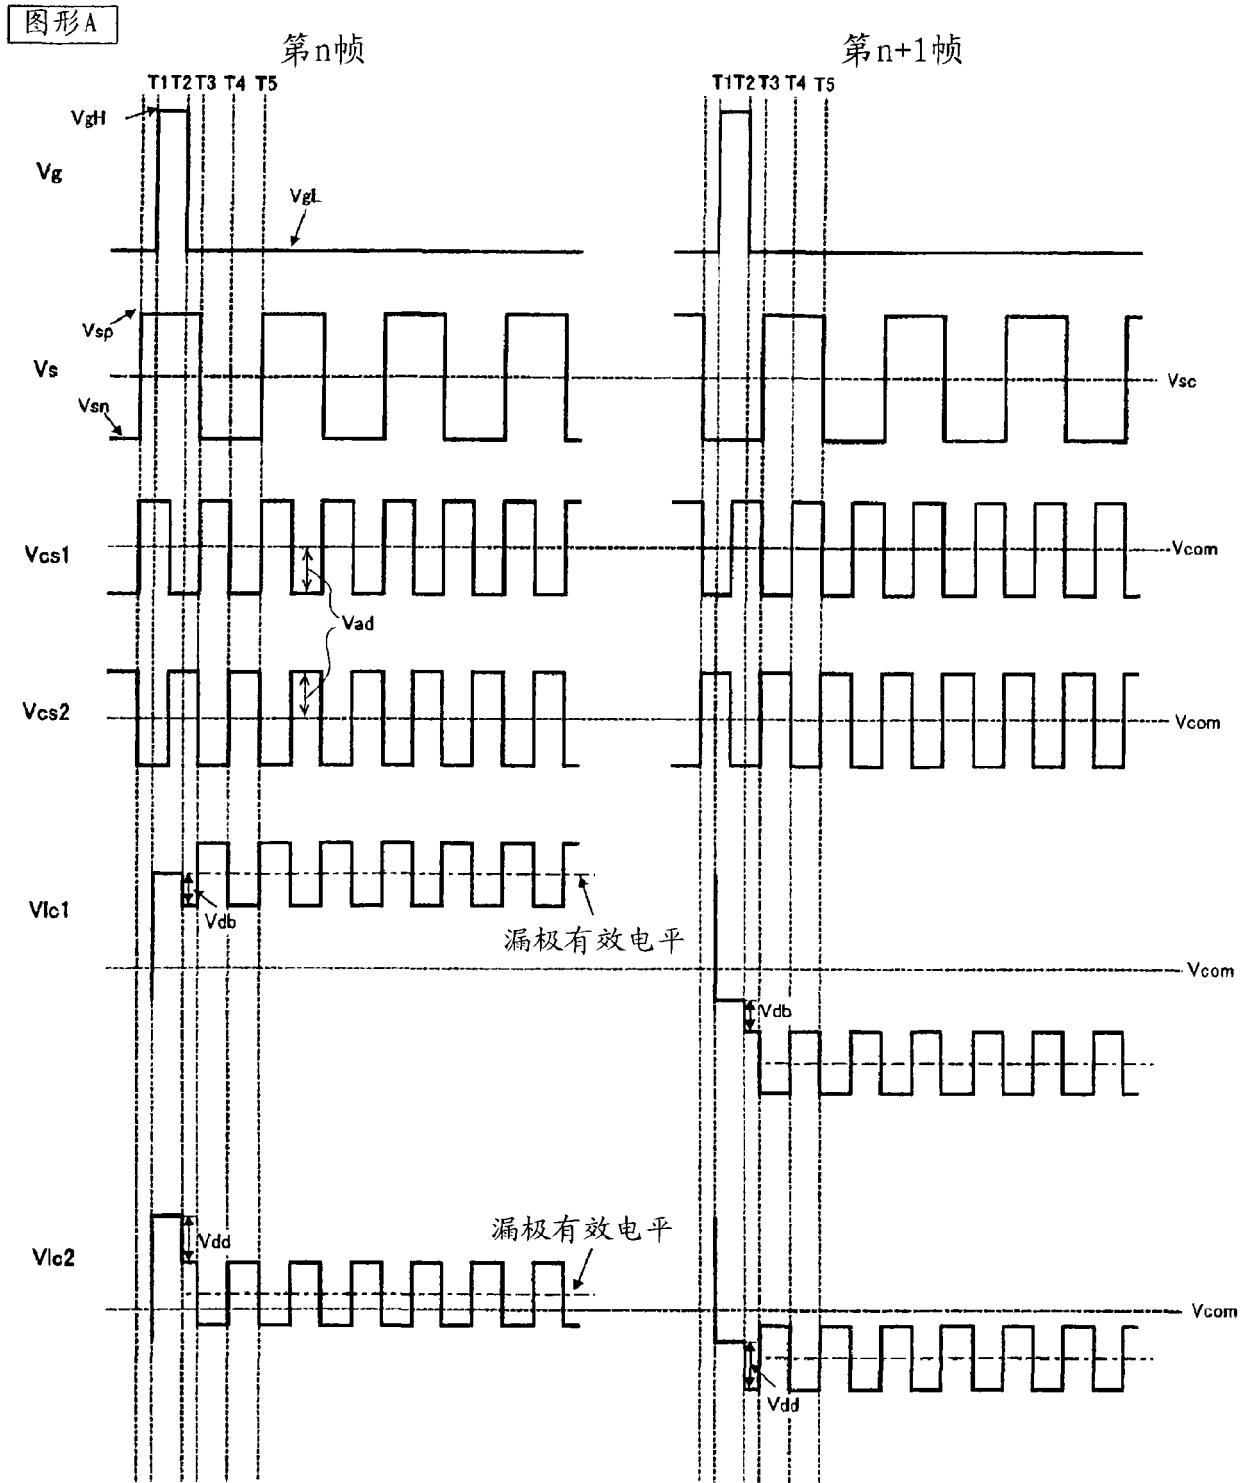 图形A
第n帧
第n+1帧
T1 T2 T3 T4 T5
T1 T2 T3 T4 T5
VgH
Vg
VgL
Vsp
Vs
Vsc
Vsn
Vcs1
Vcom
Vad
Vcs2
Vcom
Vlc1
Vdb
漏极有效电平
Vcom
Vdb
漏极有效电平
Vdd
Vlc2
Vcom
Vdd